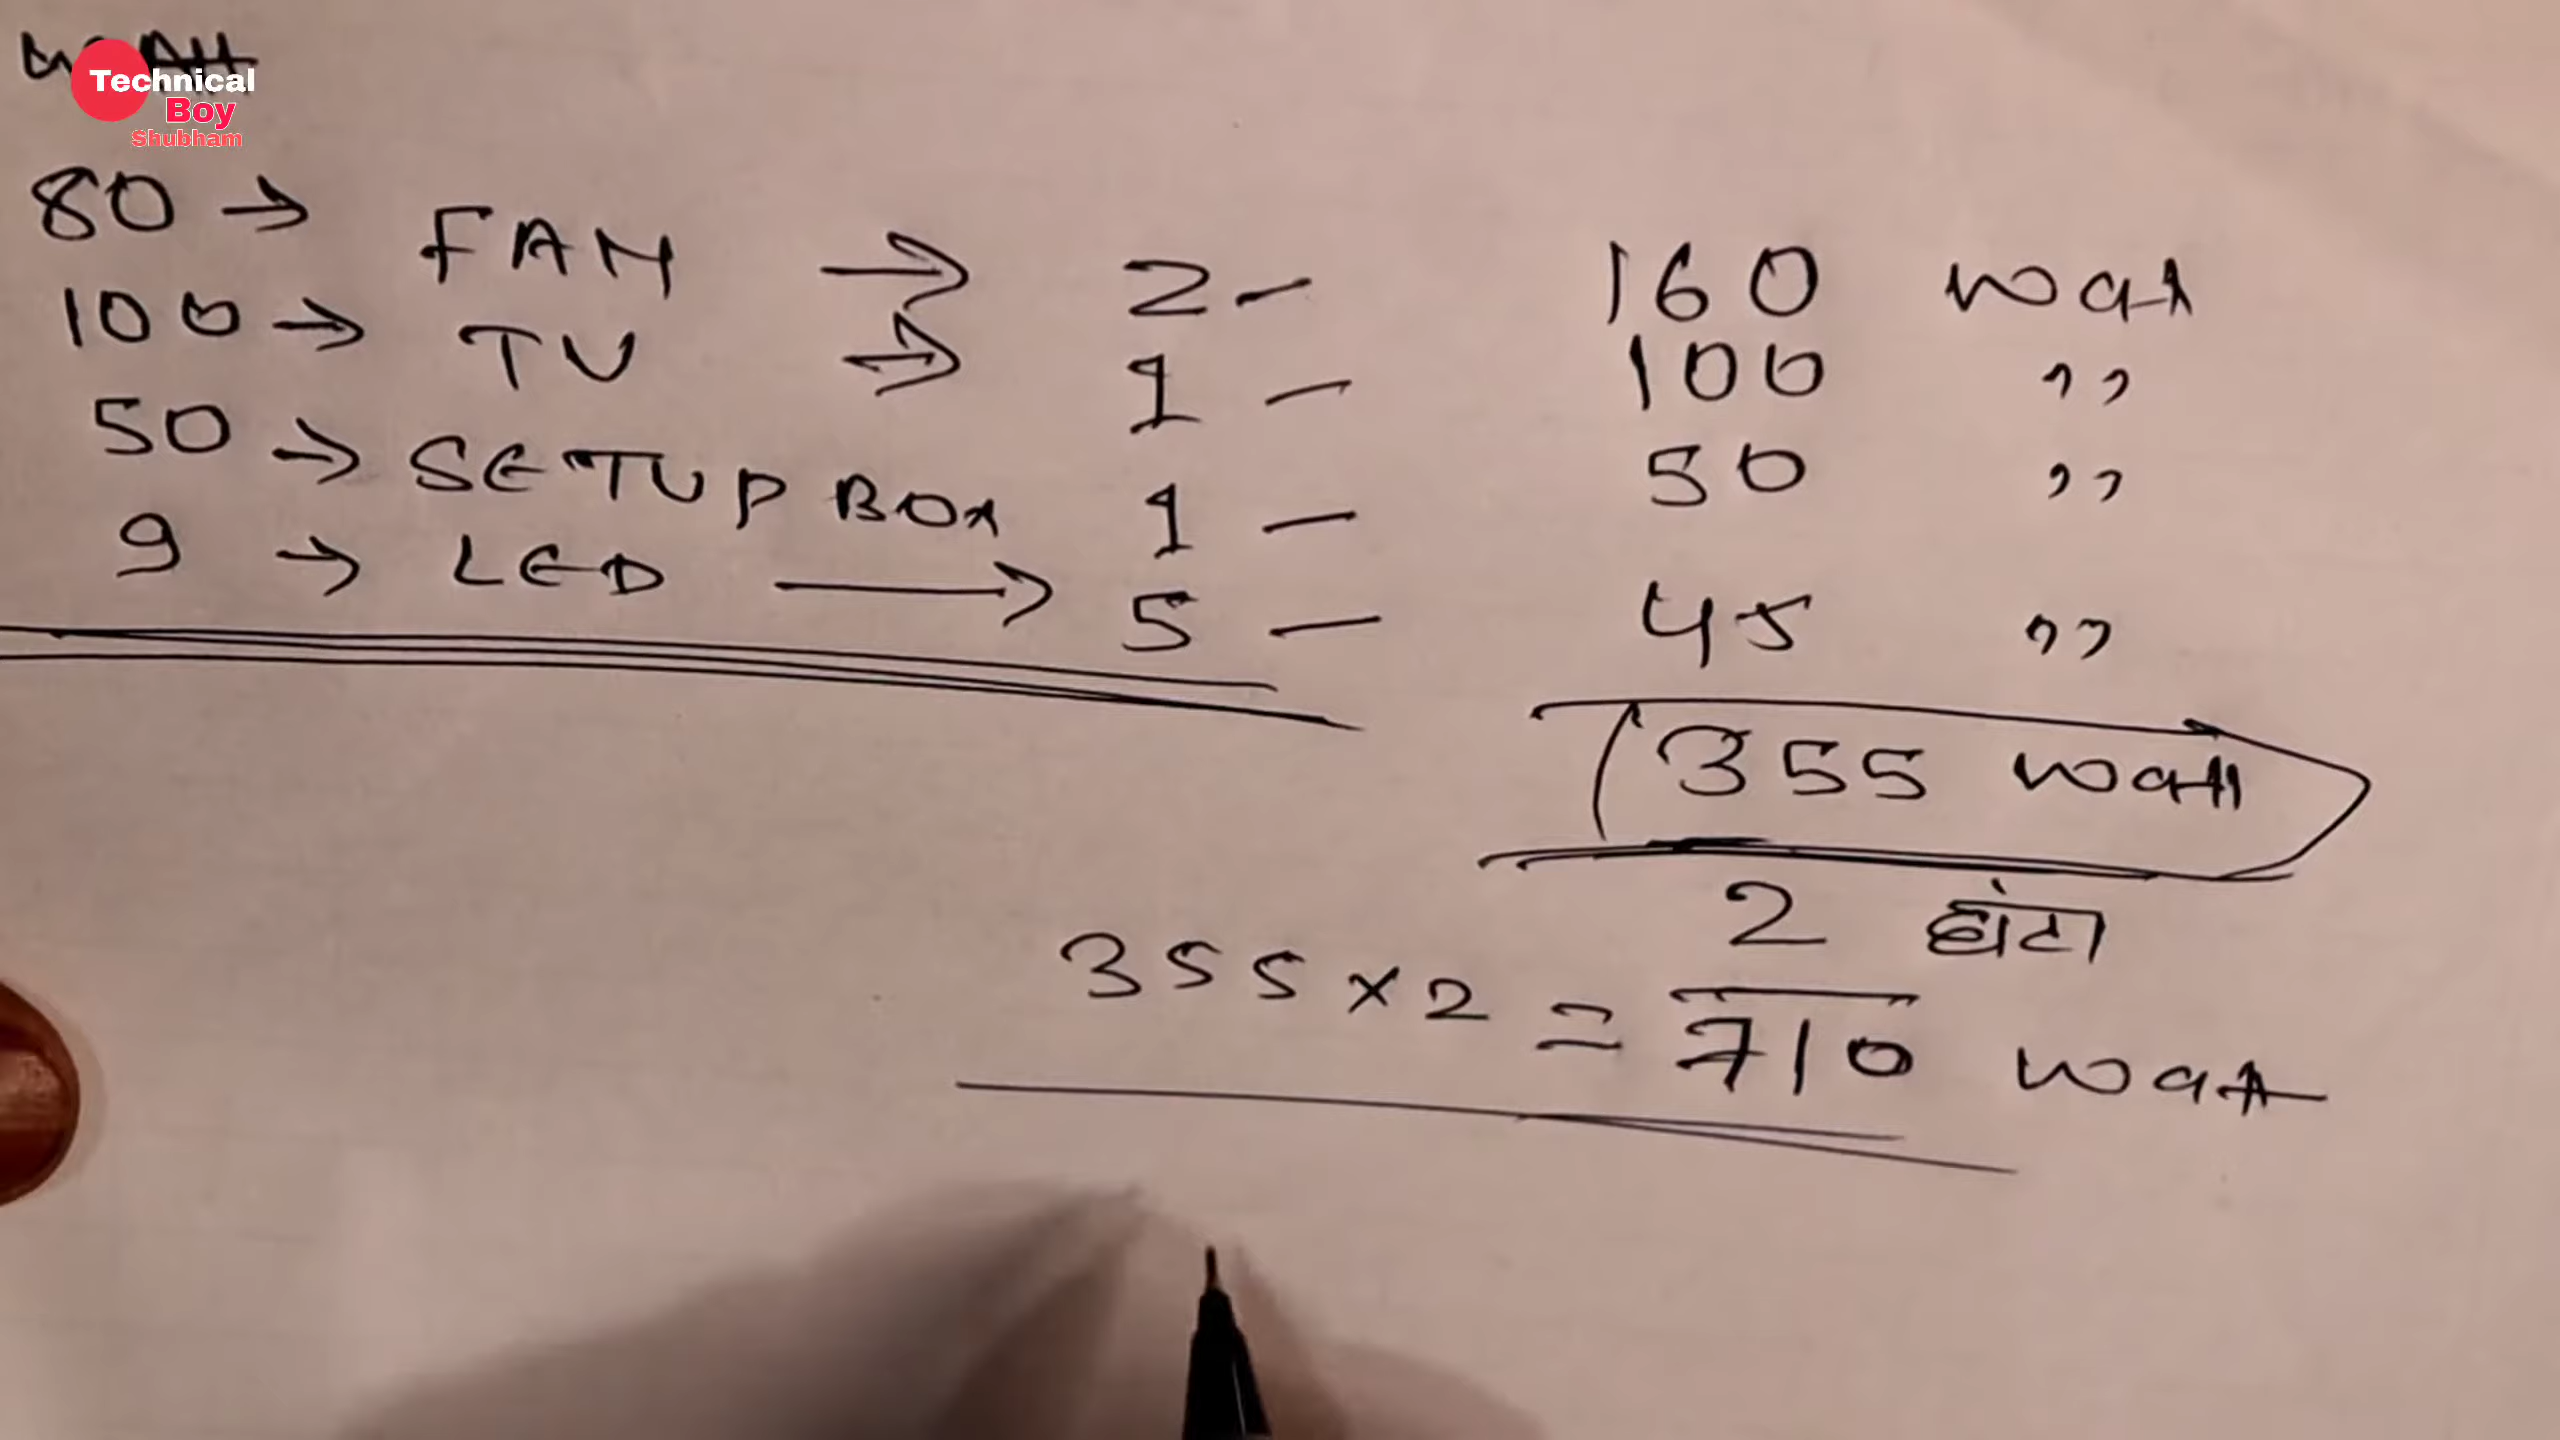 Technical
Boy
Shubham
80 → FAN → 2 - 160 watt
100 → TV → 1 - 100 ,,
50 → SETUP BOX 1 - 50 ,,
9 → LED → 5 - 45 ,,
355 watt
2 घंटा
355 × 2 = 710 watt